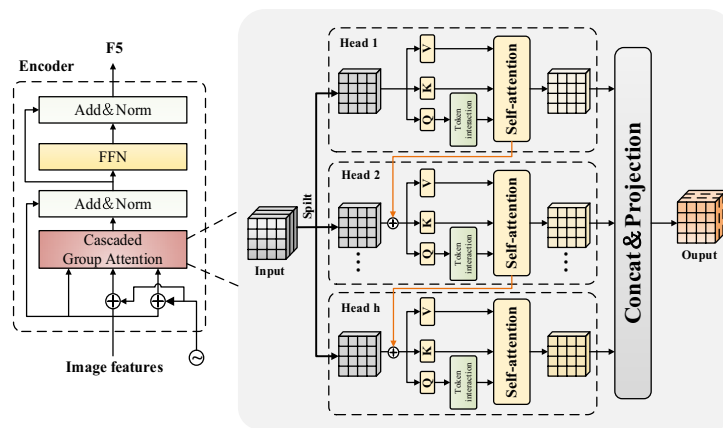 F5
Encoder
Add&Norm
FFN
Add&Norm
Cascaded
Group Attention
Image features
Input
Spilt
Head 1
V
K
Q
Token
interaction
Self-attention
Head 2
V
K
Q
Token
interaction
Self-attention
Head h
V
K
Q
Token
interaction
Self-attention
Concat&Projection
Ouput